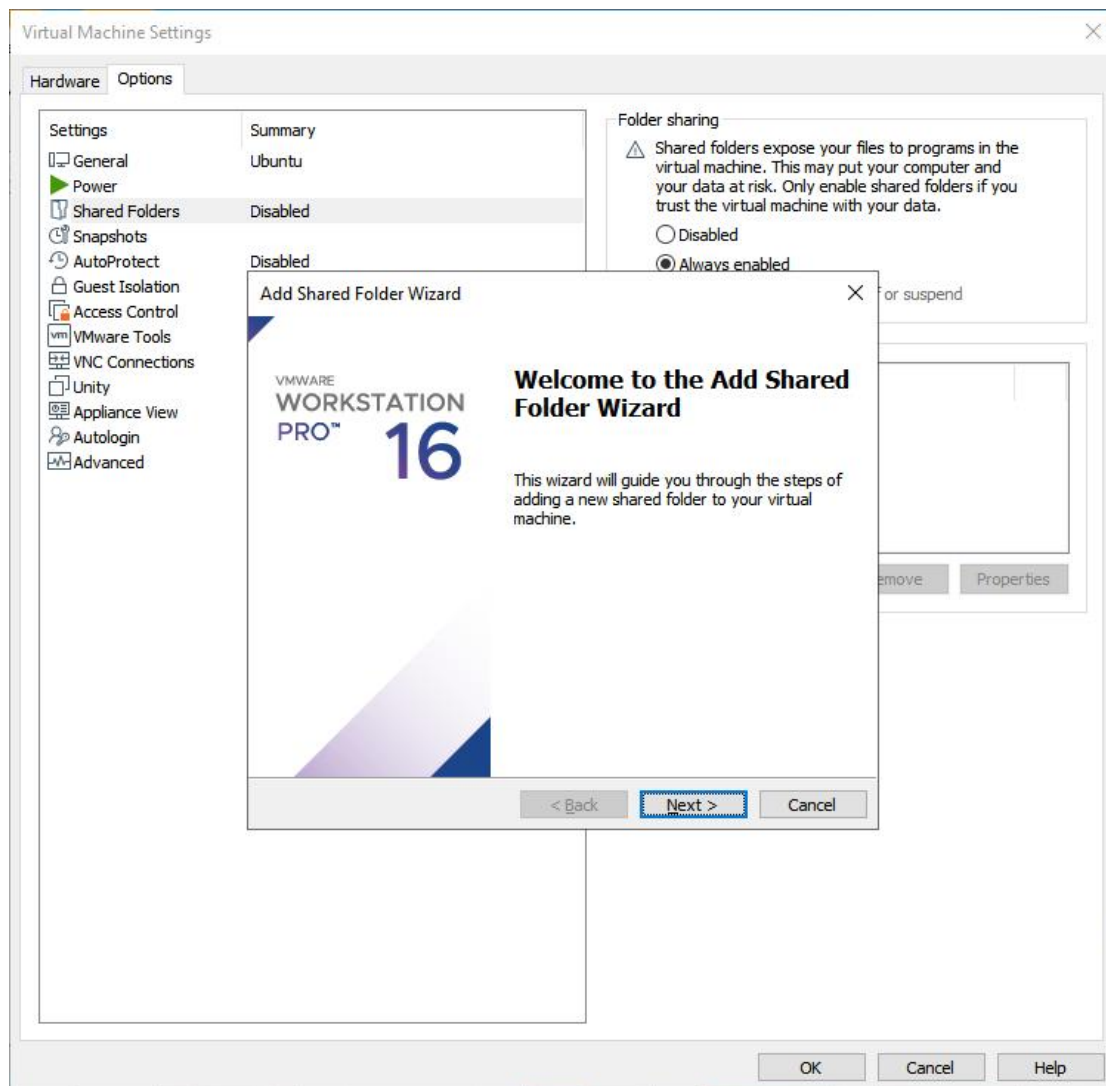 Virtual Machine Settings
Hardware
Options
Settings Summary
General Ubuntu
Power
Shared Folders Disabled
Snapshots
AutoProtect Disabled
Guest Isolation
Access Control
vm VMware Tools
VNC Connections
Unity
Appliance View
Autologin
Advanced
Folder sharing
Shared folders expose your files to programs in the
virtual machine. This may put your computer and
your data at risk. Only enable shared folders if you
trust the virtual machine with your data.
Disabled
Always enabled
or suspend
Add Shared Folder Wizard
VMWARE
WORKSTATION
PRO™ 16
Welcome to the Add Shared
Folder Wizard
This wizard will guide you through the steps of
adding a new shared folder to your virtual
machine.
< Back Next > Cancel
Properties
OK Cancel Help